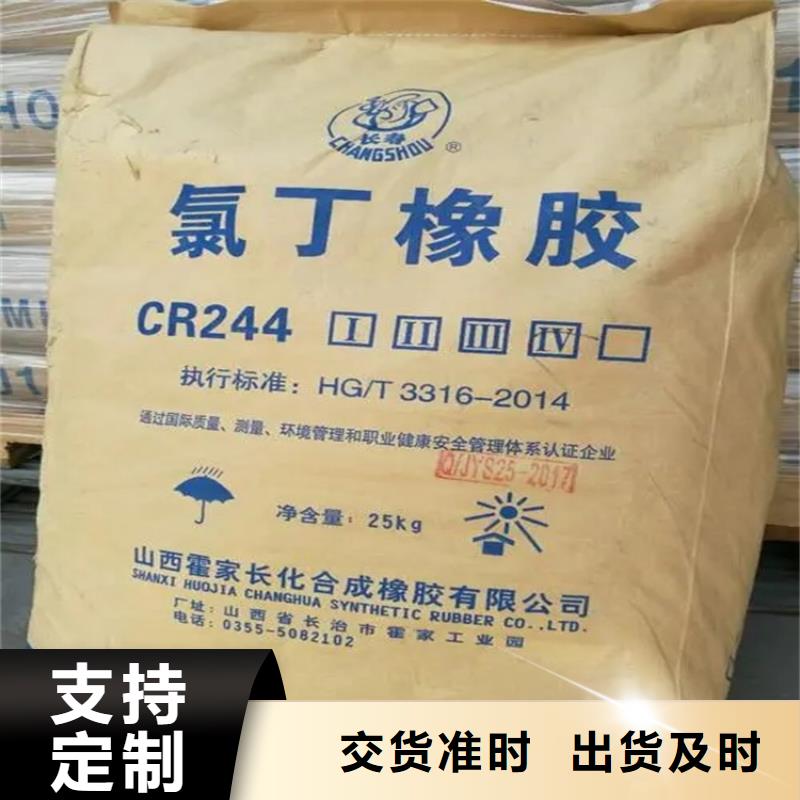 长春
CHANGSHOU ®
氯丁橡胶
CR244 I II III IV
执行标准：HG/T 3316-2014
通过国际质量、测量、环境管理和职业健康安全管理体系认证企业
Q/JYS25-2017
净含量：25kg
山西霍家长化合成橡胶有限公司
SHANXI HUOJIA CHANGHUA SYNTHETIC RUBBER CO.,LTD.
厂址：山西省长治市霍家工业园
电话：0355-5082102
支持
定制
交货准时 出货及时